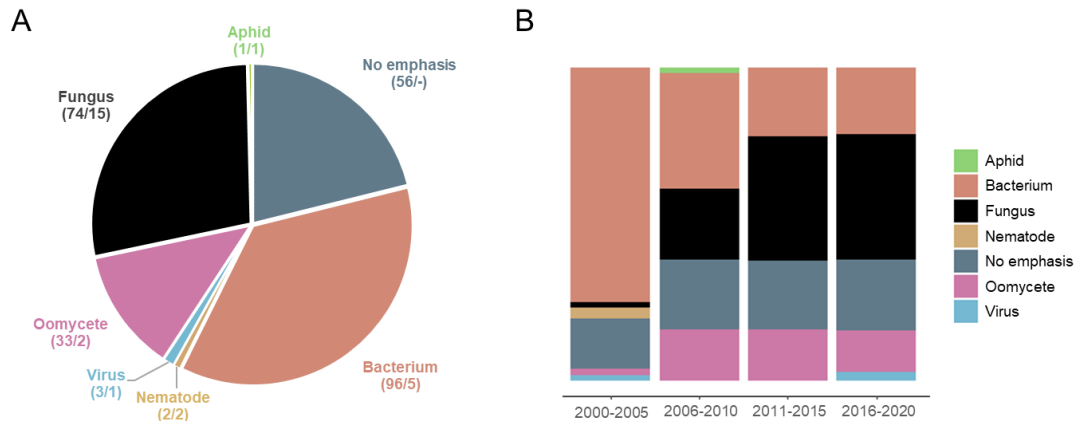 A
Aphid
(1/1)
No emphasis
(56/-)
Fungus
(74/15)
Oomycete
(33/2)
Virus
(3/1)
Nematode
(2/2)
Bacterium
(96/5)
B
2000-2005
2006-2010
2011-2015
2016-2020
Aphid
Bacterium
Fungus
Nematode
No emphasis
Oomycete
Virus